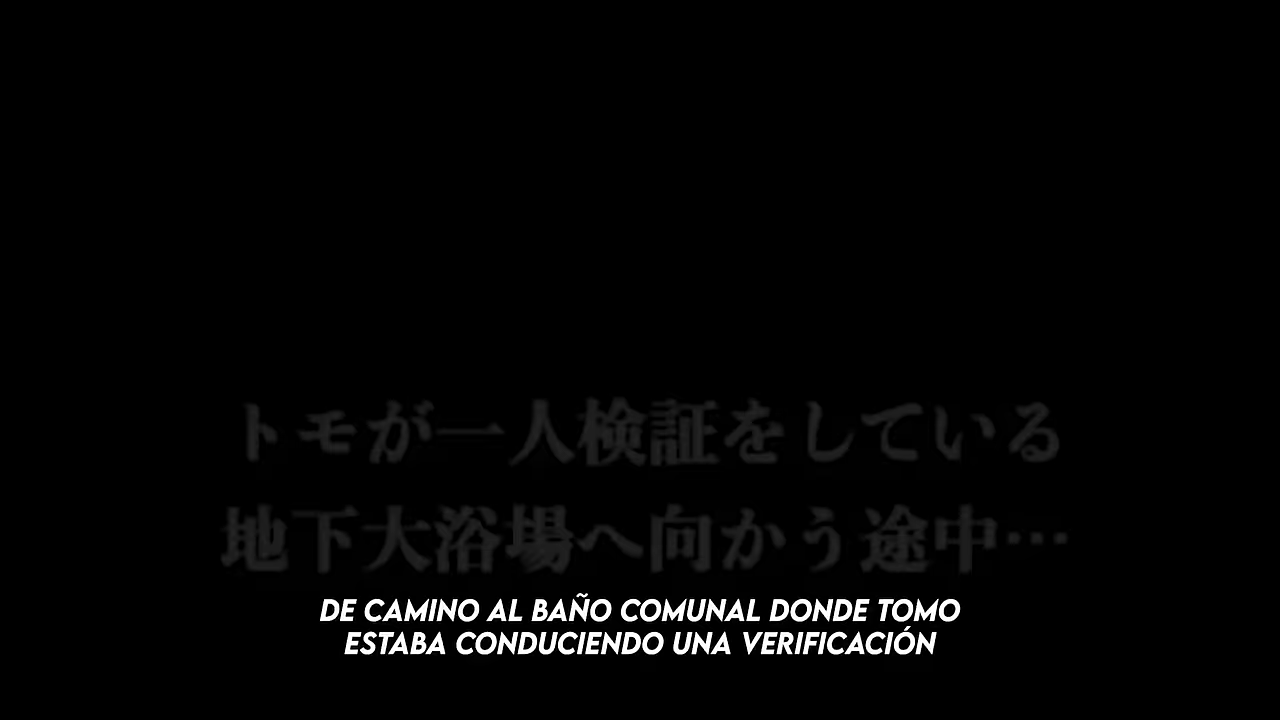 トモが一人検証をしている
地下大浴場へ向かう途中…
DE CAMINO AL BAÑO COMUNAL DONDE TOMO
ESTABA CONDUCIENDO UNA VERIFICACIÓN